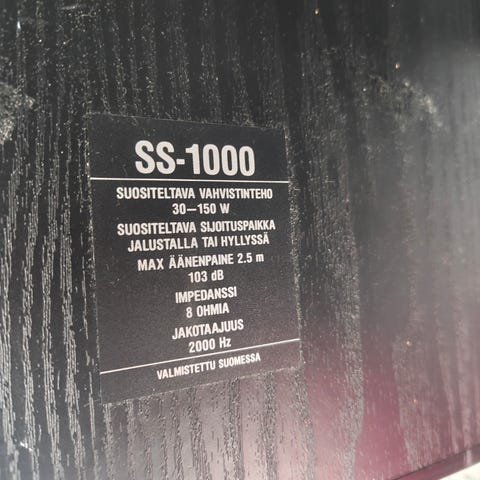 SS-1000
SUOSITELTAVA VAHVISTINTEHO
30—150 W
SUOSITELTAVA SIJOITUSPAIKKA
JALUSTALLA TAI HYLLYSSÄ
MAX ÄÄNENPAINE 2.5 m
103 dB
IMPEDANSSI
8 OHMIA
JAKOTAAJUUS
2000 Hz
VALMISTETTU SUOMESSA